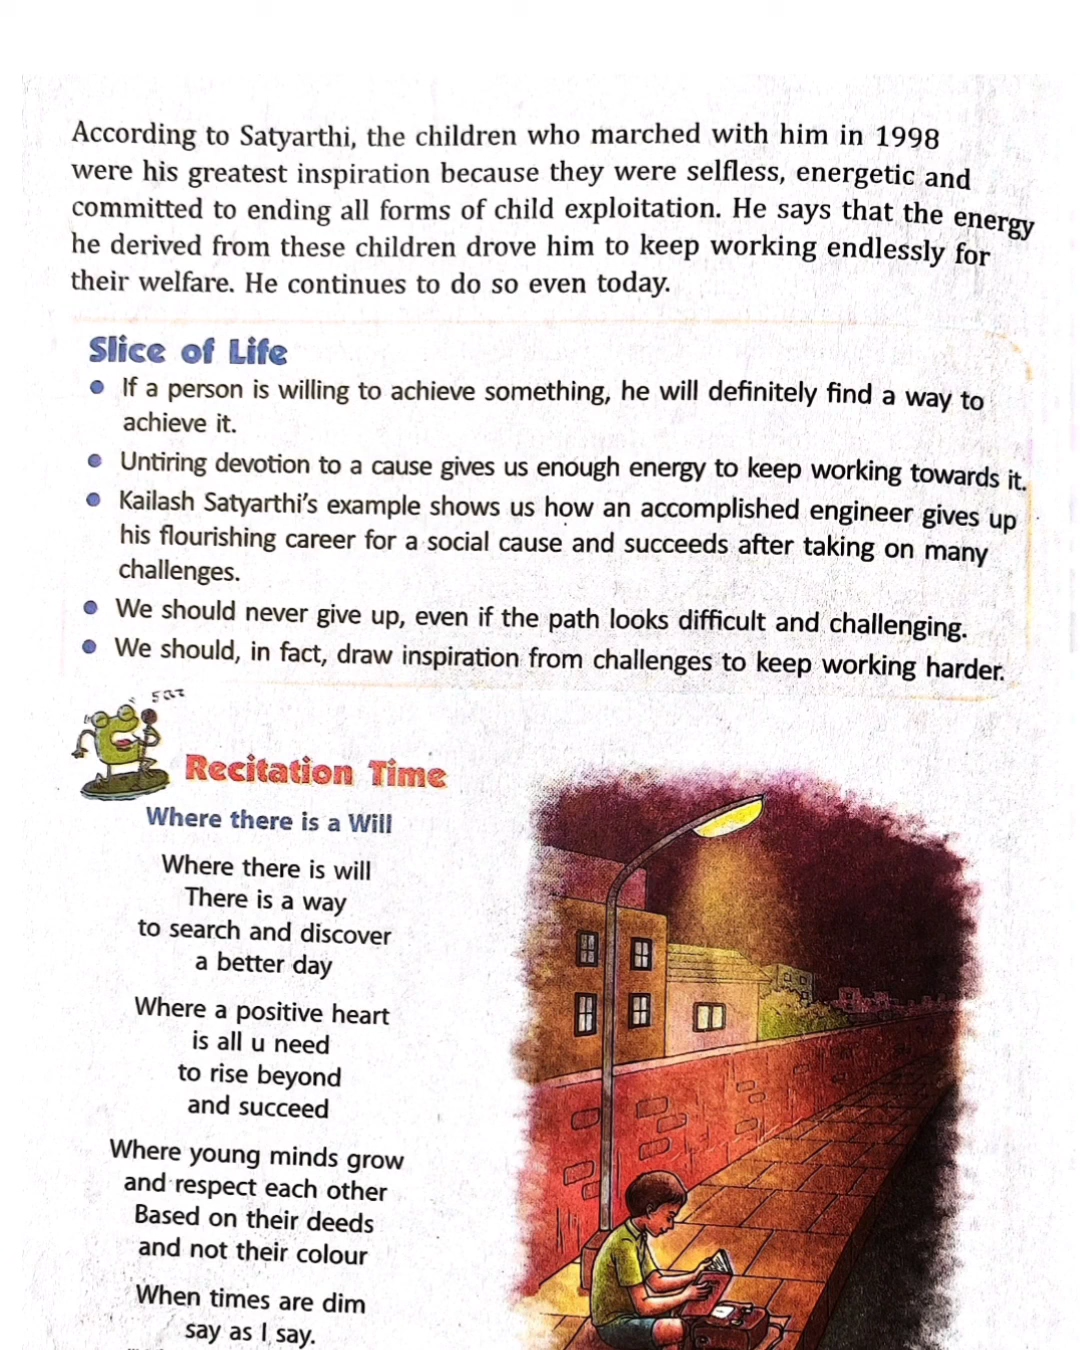 According to Satyarthi, the children who marched with him in 1998
were his greatest inspiration because they were selfless, energetic and
committed to ending all forms of child exploitation. He says that the energy
he derived from these children drove him to keep working endlessly for
their welfare. He continues to do so even today.
Slice of Life
• If a person is willing to achieve something, he will definitely find a way to
achieve it.
• Untiring devotion to a cause gives us enough energy to keep working towards it.
• Kailash Satyarthi's example shows us how an accomplished engineer gives up
his flourishing career for a social cause and succeeds after taking on many
challenges.
• We should never give up, even if the path looks difficult and challenging.
• We should, in fact, draw inspiration from challenges to keep working harder.
Recitation Time
Where there is a Will
Where there is will
There is a way
to search and discover
a better day
Where a positive heart
is all u need
to rise beyond
and succeed
Where young minds grow
and respect each other
Based on their deeds
and not their colour
When times are dim
say as I say.